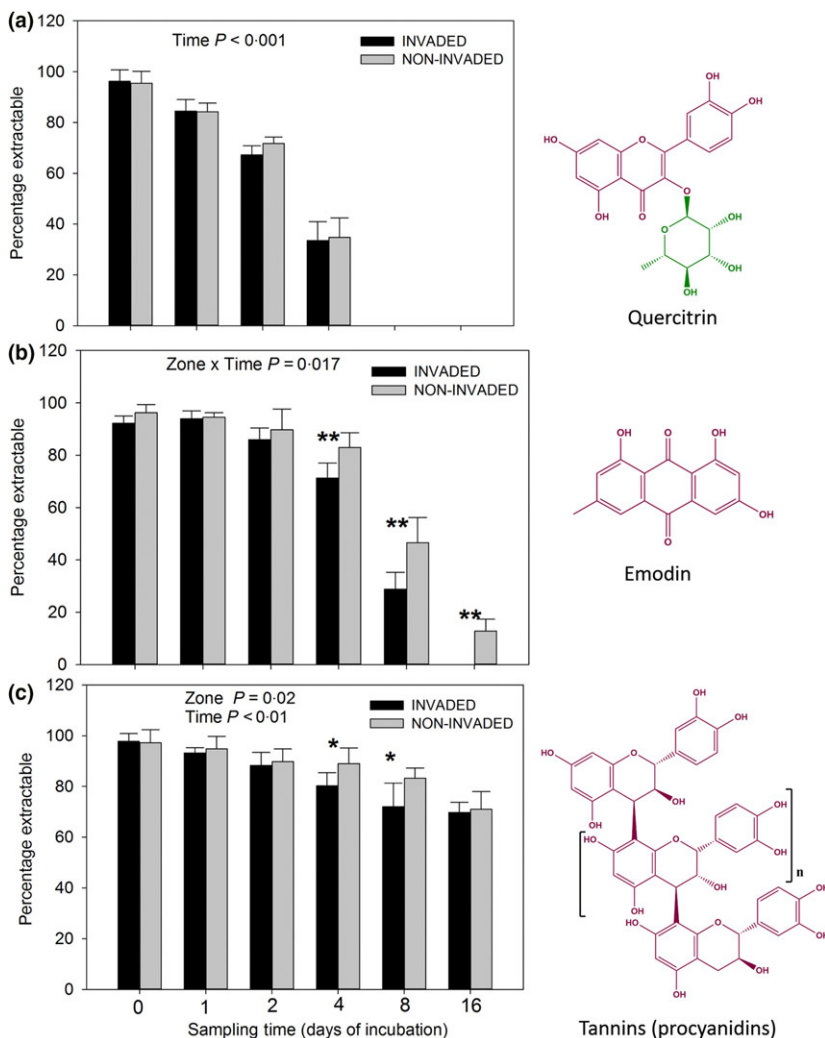 (a)
120
100
80
60
40
20
0
Percentage extractable
Time P < 0·001
INVADED
NON-INVADED
OH
OH
HO
O
O
OH
O
O
OH
OH
OH
Quercitrin
(b)
120
100
80
60
40
20
0
Percentage extractable
Zone x Time P = 0·017
INVADED
NON-INVADED
**
**
**
OH
O
OH
OH
O
Emodin
(c)
120
100
80
60
40
20
0
Percentage extractable
Zone P = 0·02
Time P < 0·01
INVADED
NON-INVADED
*
*
0 1 2 4 8 16
Sampling time (days of incubation)
OH
OH
HO
O
OH
OH
HO
O
OH
OH
OH
OH
n
HO
O
OH
OH
OH
OH
Tannins (procyanidins)